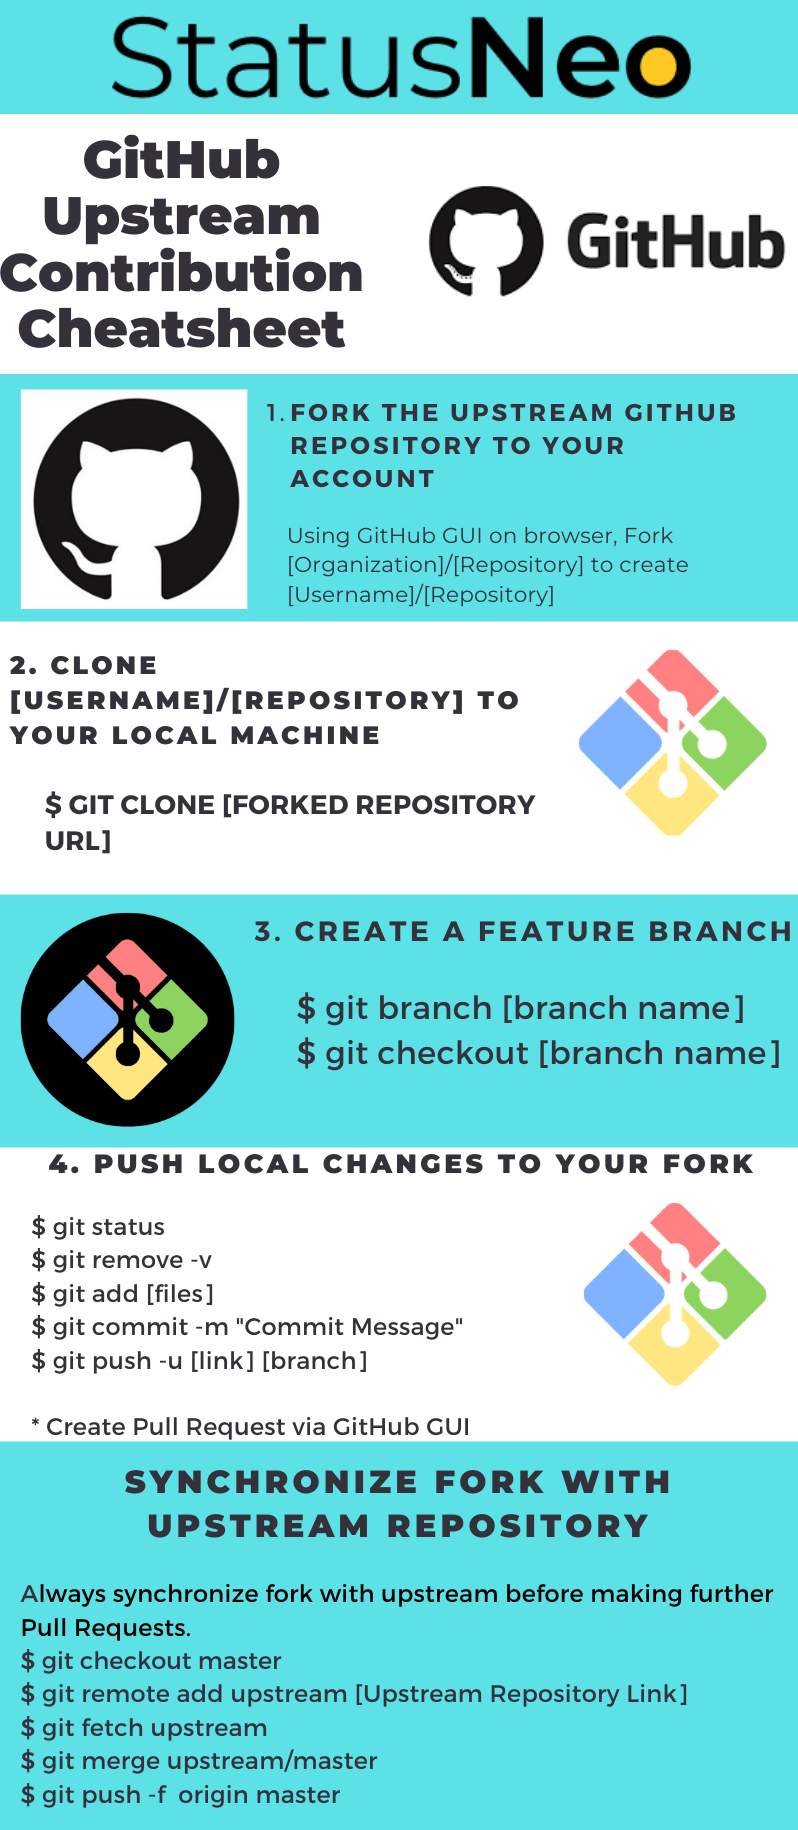 StatusNeo
GitHub
Upstream
Contribution
Cheatsheet
GitHub
1. FORK THE UPSTREAM GITHUB
REPOSITORY TO YOUR
ACCOUNT
Using GitHub GUI on browser, Fork
[Organization]/[Repository] to create
[Username]/[Repository]
2. CLONE
[USERNAME]/[REPOSITORY] TO
YOUR LOCAL MACHINE
$ GIT CLONE [FORKED REPOSITORY
URL]
3. CREATE A FEATURE BRANCH
$ git branch [branch name]
$ git checkout [branch name]
4. PUSH LOCAL CHANGES TO YOUR FORK
$ git status
$ git remove -v
$ git add [files]
$ git commit -m "Commit Message"
$ git push -u [link] [branch]
* Create Pull Request via GitHub GUI
SYNCHRONIZE FORK WITH
UPSTREAM REPOSITORY
Always synchronize fork with upstream before making further
Pull Requests.
$ git checkout master
$ git remote add upstream [Upstream Repository Link]
$ git fetch upstream
$ git merge upstream/master
$ git push -f  origin master